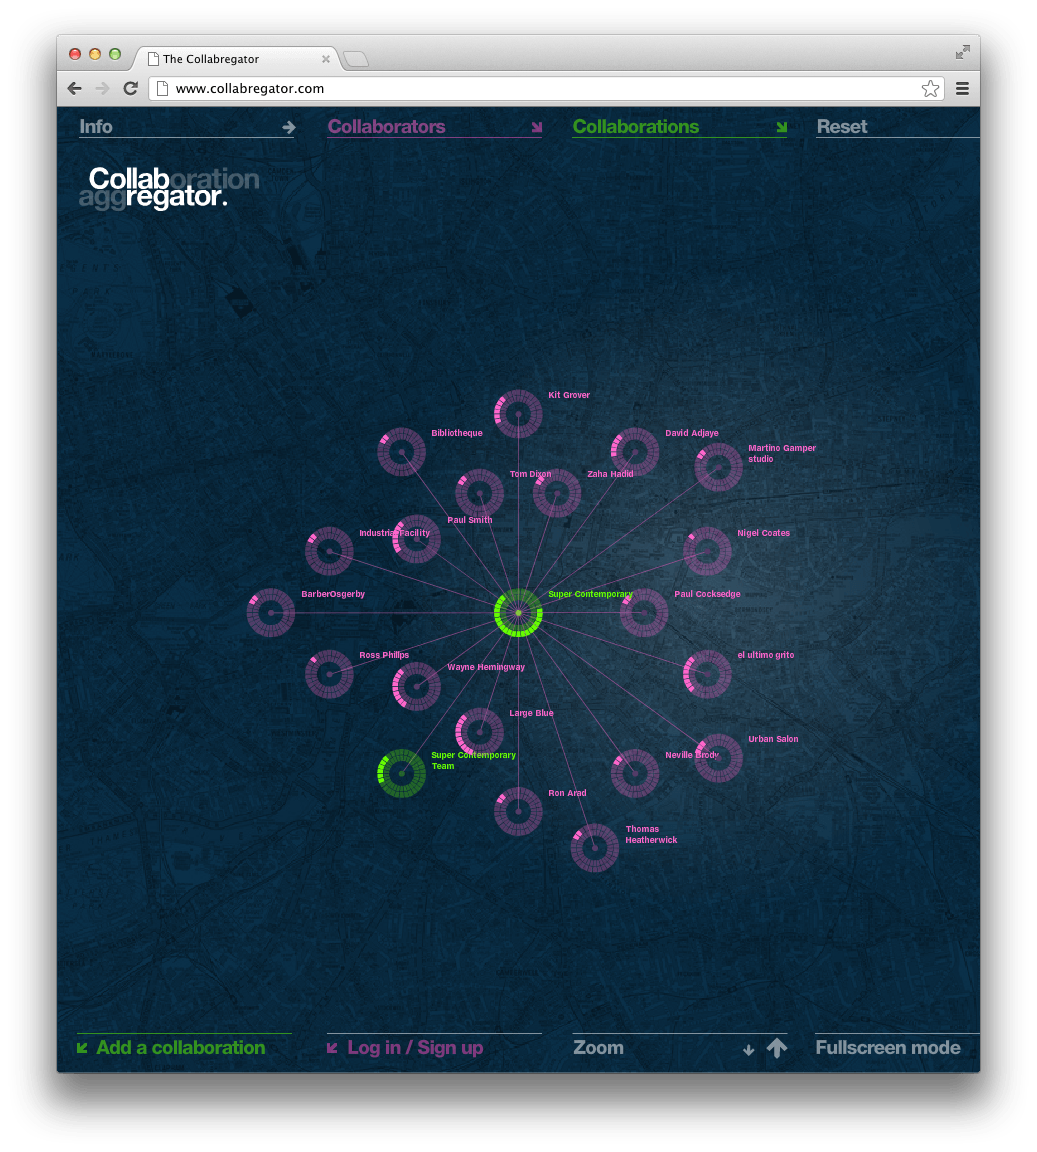 The Collabregator
www.collabregator.com
Info
Collaborators
Collaborations
Reset
Collaboration
aggregator.
Kit Grover
Bibliotheque
David Adjaye
Martino Gamper
studio
Tom Dixon
Zaha Hadid
Paul Smith
Industrial Facility
Nigel Coates
BarberOsgerby
Super Contemporary
Paul Cocksedge
Ross Philips
el ultimo grito
Wayne Hemingway
Large Blue
Urban Salon
Super Contemporary
Team
Neville Brody
Ron Arad
Thomas
Heatherwick
Add a collaboration
Log in / Sign up
Zoom
Fullscreen mode